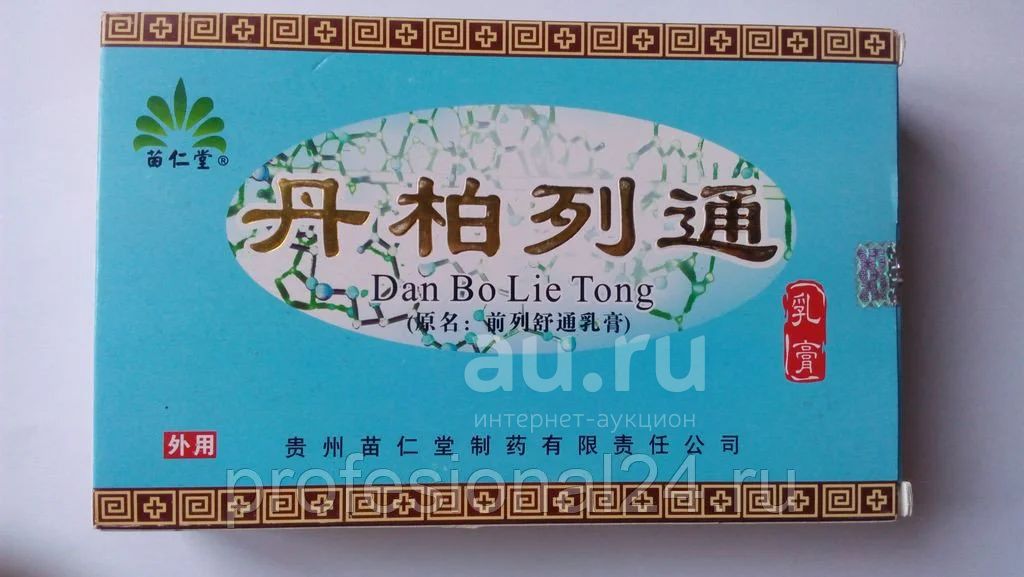 苗仁堂®
丹柏列通
Dan Bo Lie Tong
(原名：前列舒通乳膏)
乳膏
au.ru
интернет-аукцион
外用
贵州苗仁堂制药有限责任公司
profesional24.ru